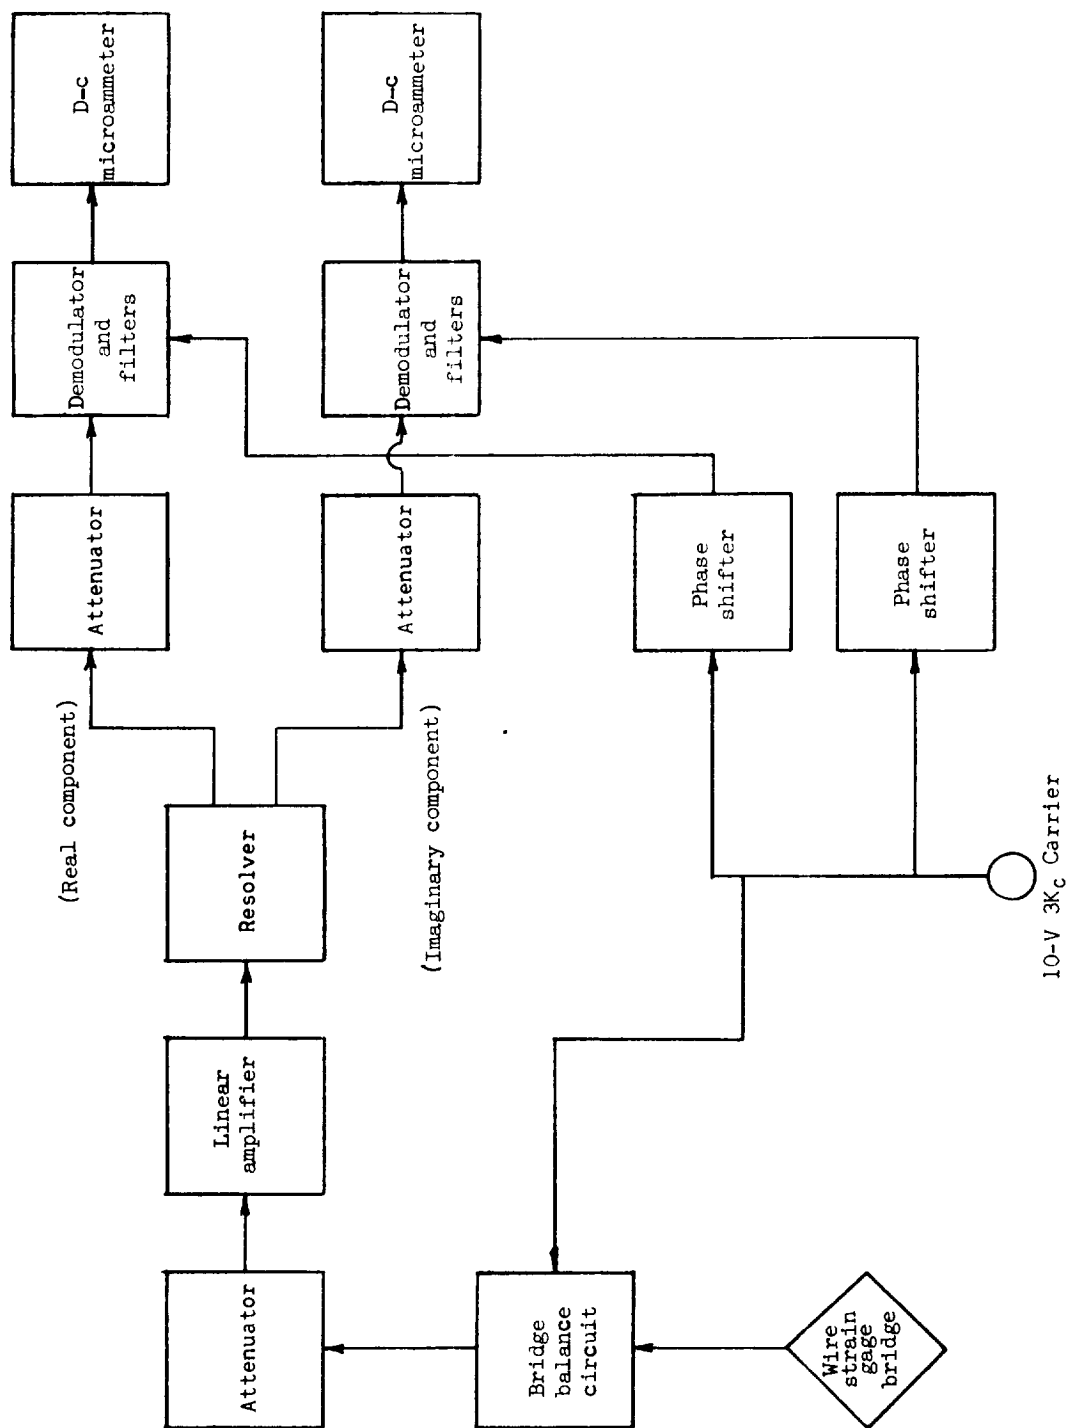 D-c
microammeter
D-c
microammeter
Demodulator
and
filters
Demodulator
and
filters
Attenuator
Attenuator
Phase
shifter
Phase
shifter
(Real component)
(Imaginary component)
Resolver
Linear
amplifier
Attenuator
Bridge
balance
circuit
Wire
strain
gage
bridge
10-V 3Kc Carrier